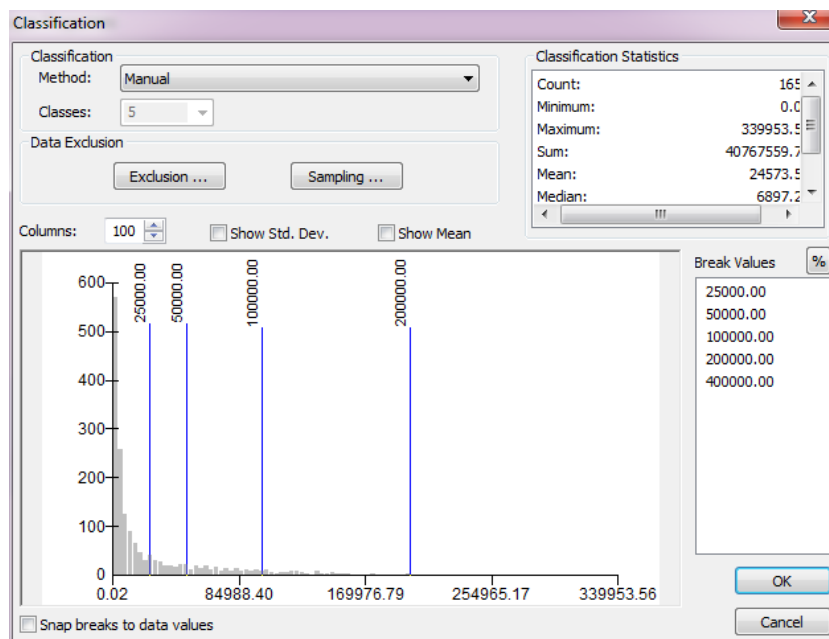 Classification
Classification
Method: Manual
Classes: 5
Data Exclusion
Exclusion ...
Sampling ...
Classification Statistics
Count: 165
Minimum: 0.0
Maximum: 339953.5
Sum: 40767559.7
Mean: 24573.5
Median: 6897.2
Columns: 100
Show Std. Dev.
Show Mean
Break Values
%
25000.00
50000.00
100000.00
200000.00
400000.00
25000.00
50000.00
100000.00
200000.00
600
500
400
300
200
100
0
0.02 84988.40 169976.79 254965.17 339953.56
OK
Snap breaks to data values
Cancel